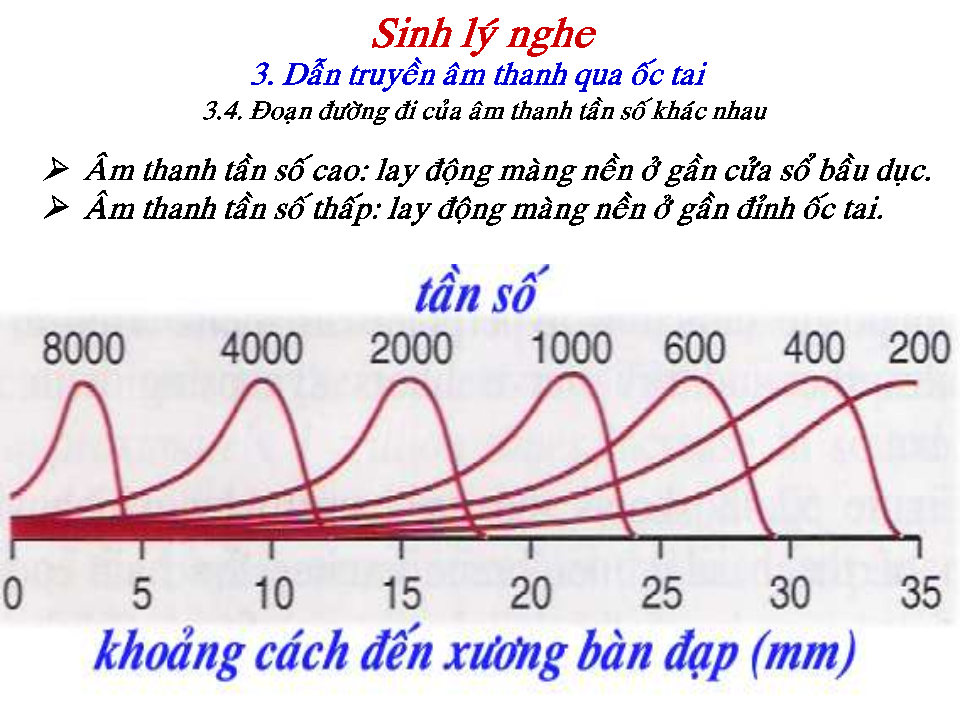 Sinh lý nghe
3. Dẫn truyền âm thanh qua ốc tai
3.4. Đoạn đường đi của âm thanh tần số khác nhau
➢ Âm thanh tần số cao: lay động màng nền ở gần cửa sổ bầu dục.
➢ Âm thanh tần số thấp: lay động màng nền ở gần đỉnh ốc tai.
tần số
8000 4000 2000 1000 600 400 200
0 5 10 15 20 25 30 35
khoảng cách đến xương bàn đạp (mm)